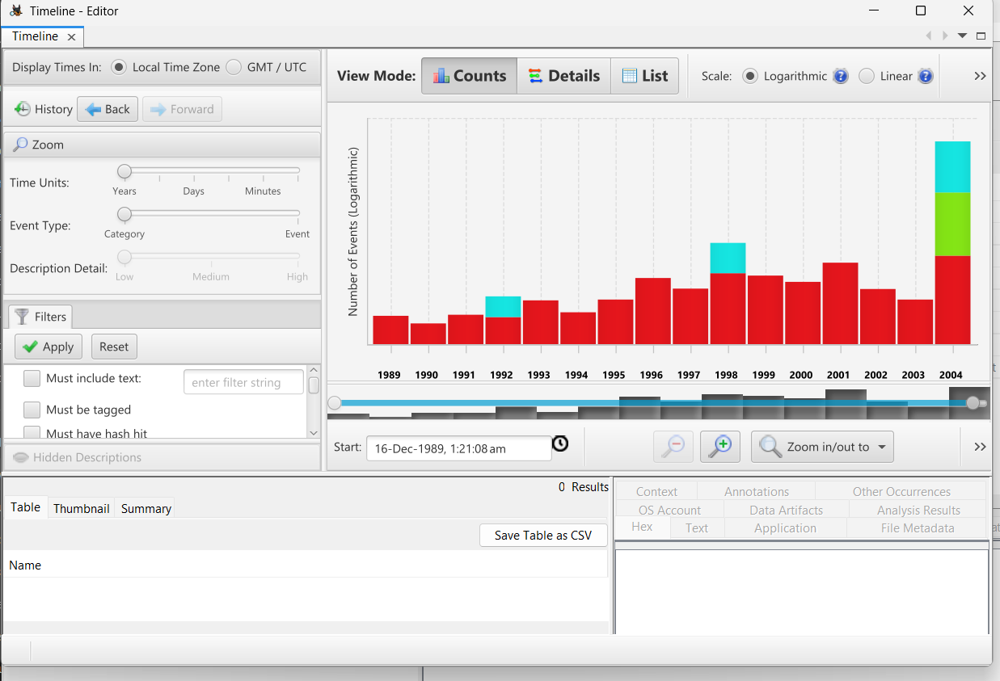 Timeline - Editor
Timeline
Display Times In: Local Time Zone GMT / UTC
History Back Forward
Zoom
Time Units:
Years Days Minutes
Event Type:
Category Event
Description Detail:
Low Medium High
Filters
Apply Reset
Must include text: enter filter string
Must be tagged
Must have hash hit
Hidden Descriptions
View Mode: Counts Details List Scale: Logarithmic ? Linear ? >>
Number of Events (Logarithmic)
1989 1990 1991 1992 1993 1994 1995 1996 1997 1998 1999 2000 2001 2002 2003 2004
Start: 16-Dec-1989, 1:21:08 am Zoom in/out to >>
0 Results
Table Thumbnail Summary
Save Table as CSV
Name
Context Annotations Other Occurrences
OS Account Data Artifacts Analysis Results
Hex Text Application File Metadata